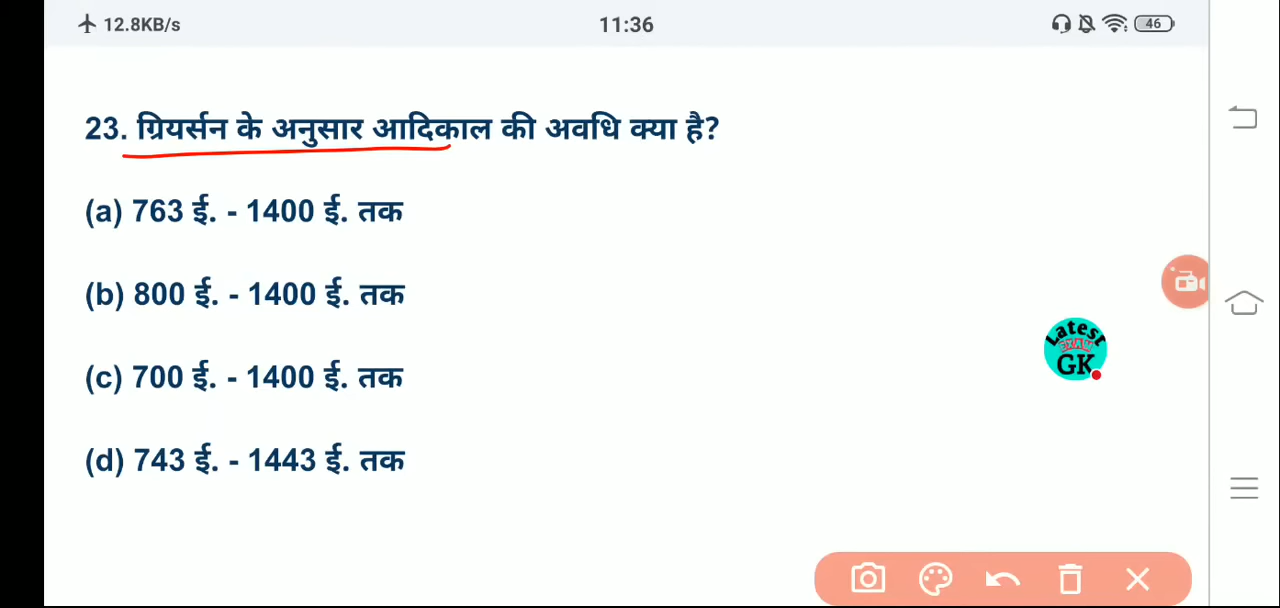 12.8KB/s
11:36
46
23. ग्रियर्सन के अनुसार आदिकाल की अवधि क्या है?
(a) 763 ई. - 1400 ई. तक
(b) 800 ई. - 1400 ई. तक
(c) 700 ई. - 1400 ई. तक
(d) 743 ई. - 1443 ई. तक
Latest
EXAM
GK